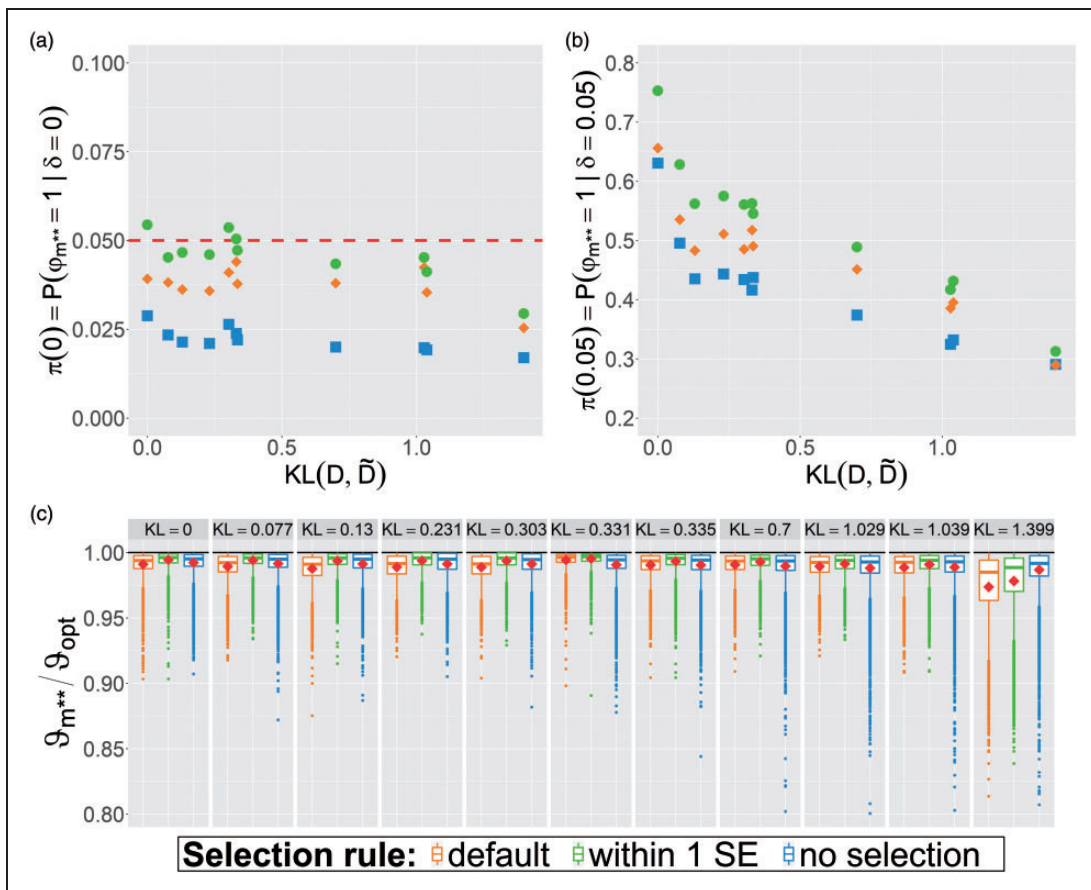 (a)
0.100
0.075
0.050
0.025
0.000
π(0) = P(φm** = 1 | δ = 0)
0.0 0.5 1.0
KL(D, D̃)
(b)
0.8
0.7
0.6
0.5
0.4
0.3
0.2
π(0.05) = P(φm** = 1 | δ = 0.05)
0.0 0.5 1.0
KL(D, D̃)
(c)
KL = 0 KL = 0.077 KL = 0.13 KL = 0.231 KL = 0.303 KL = 0.331 KL = 0.335 KL = 0.7 KL = 1.029 KL = 1.039 KL = 1.399
1.00
0.95
0.90
0.85
0.80
ϑm**/ϑopt
Selection rule: default within 1 SE no selection